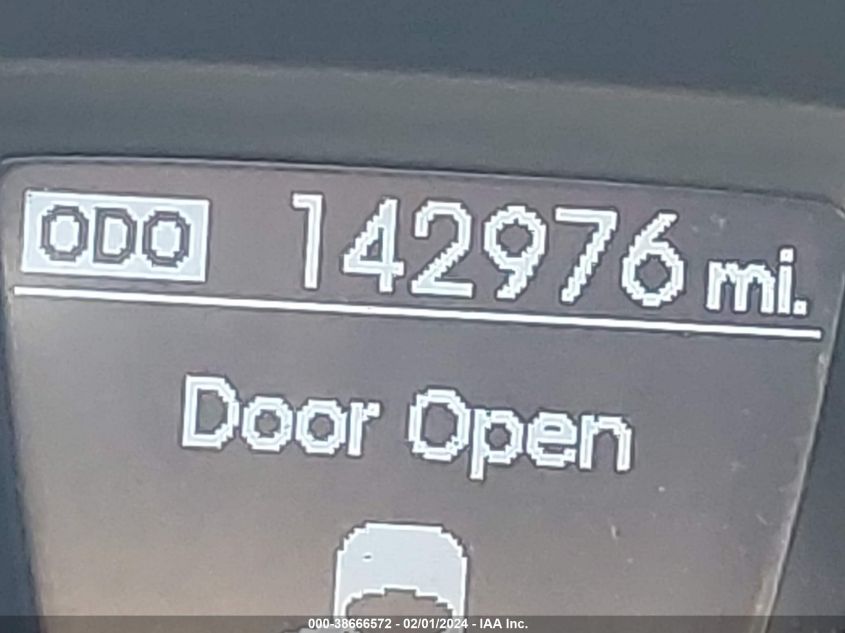 ODO 142976 mi.
Door Open
000-38666572 - 02/01/2024 - IAA Inc.